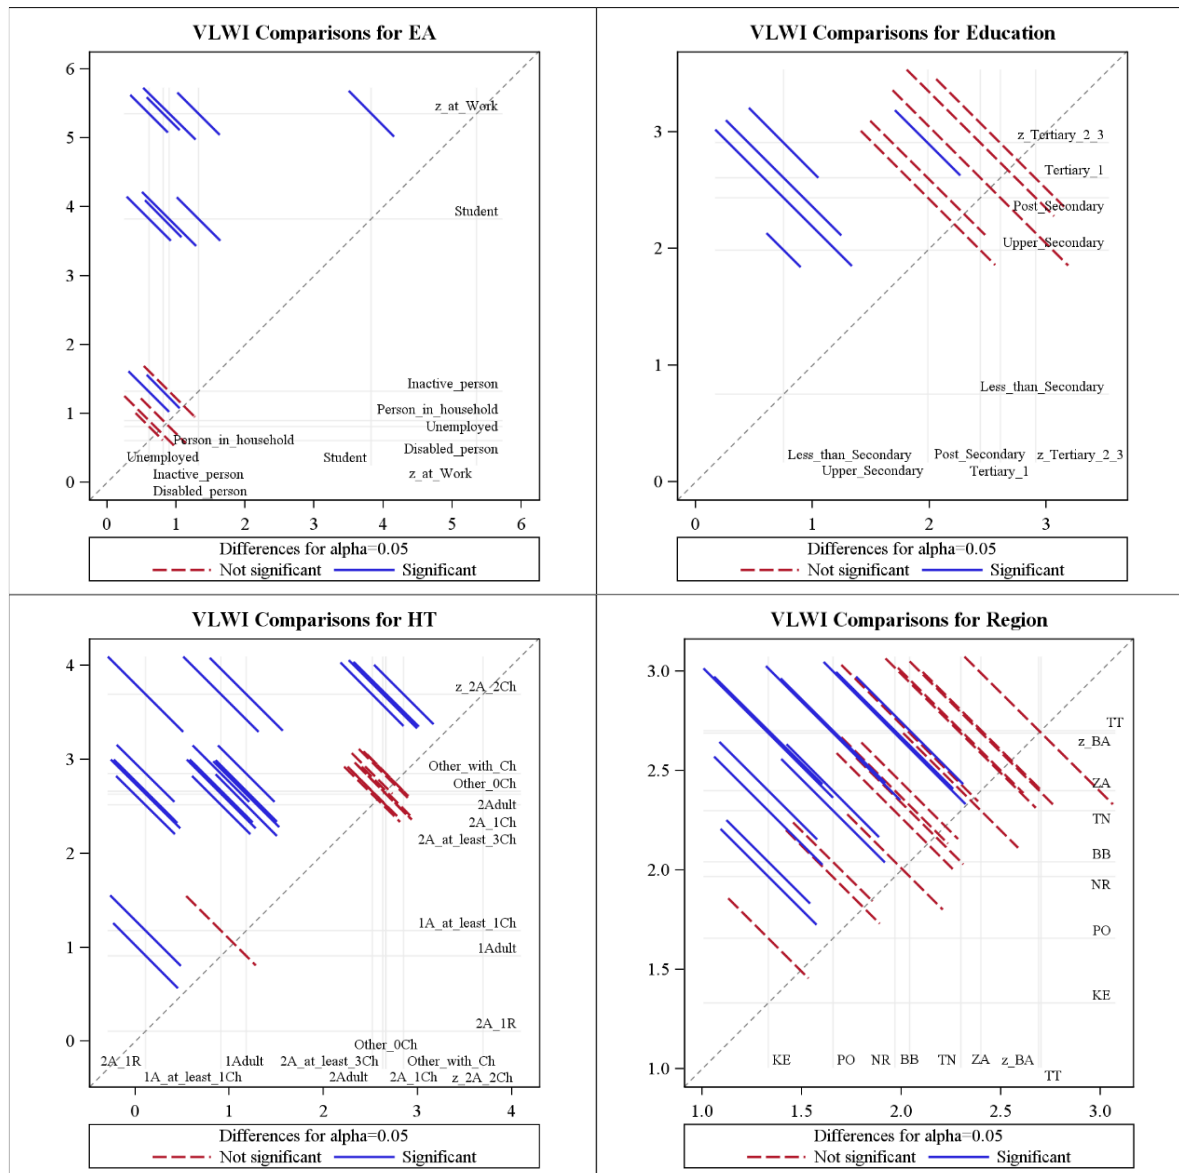 VLWI Comparisons for EA
6
z_at_Work
5
4
Student
3
2
Inactive_person
1
Person_in_household
Unemployed
Person_in_household
Disabled_person
Unemployed
Student
Inactive_person
z_at_Work
0
Disabled_person
0 1 2 3 4 5 6
Differences for alpha=0.05
Not significant Significant
VLWI Comparisons for Education
3
z_Tertiary_2_3
Tertiary_1
Post_Secondary
2
Upper_Secondary
1
Less_than_Secondary
Less_than_Secondary Post_Secondary z_Tertiary_2_3
Upper_Secondary Tertiary_1
0
0 1 2 3
Differences for alpha=0.05
Not significant Significant
VLWI Comparisons for HT
4
z_2A_2Ch
3
Other_with_Ch
Other_0Ch
2Adult
2A_1Ch
2A_at_least_3Ch
2
1A_at_least_1Ch
1
1Adult
2A_1R
0
Other_0Ch
2A_1R 1Adult 2A_at_least_3Ch Other_with_Ch
1A_at_least_1Ch 2Adult 2A_1Ch z_2A_2Ch
0 1 2 3 4
Differences for alpha=0.05
Not significant Significant
VLWI Comparisons for Region
3.0
TT
z_BA
2.5
ZA
TN
BB
2.0
NR
PO
1.5
KE
KE PO NR BB TN ZA z_BA
1.0
TT
1.0 1.5 2.0 2.5 3.0
Differences for alpha=0.05
Not significant Significant